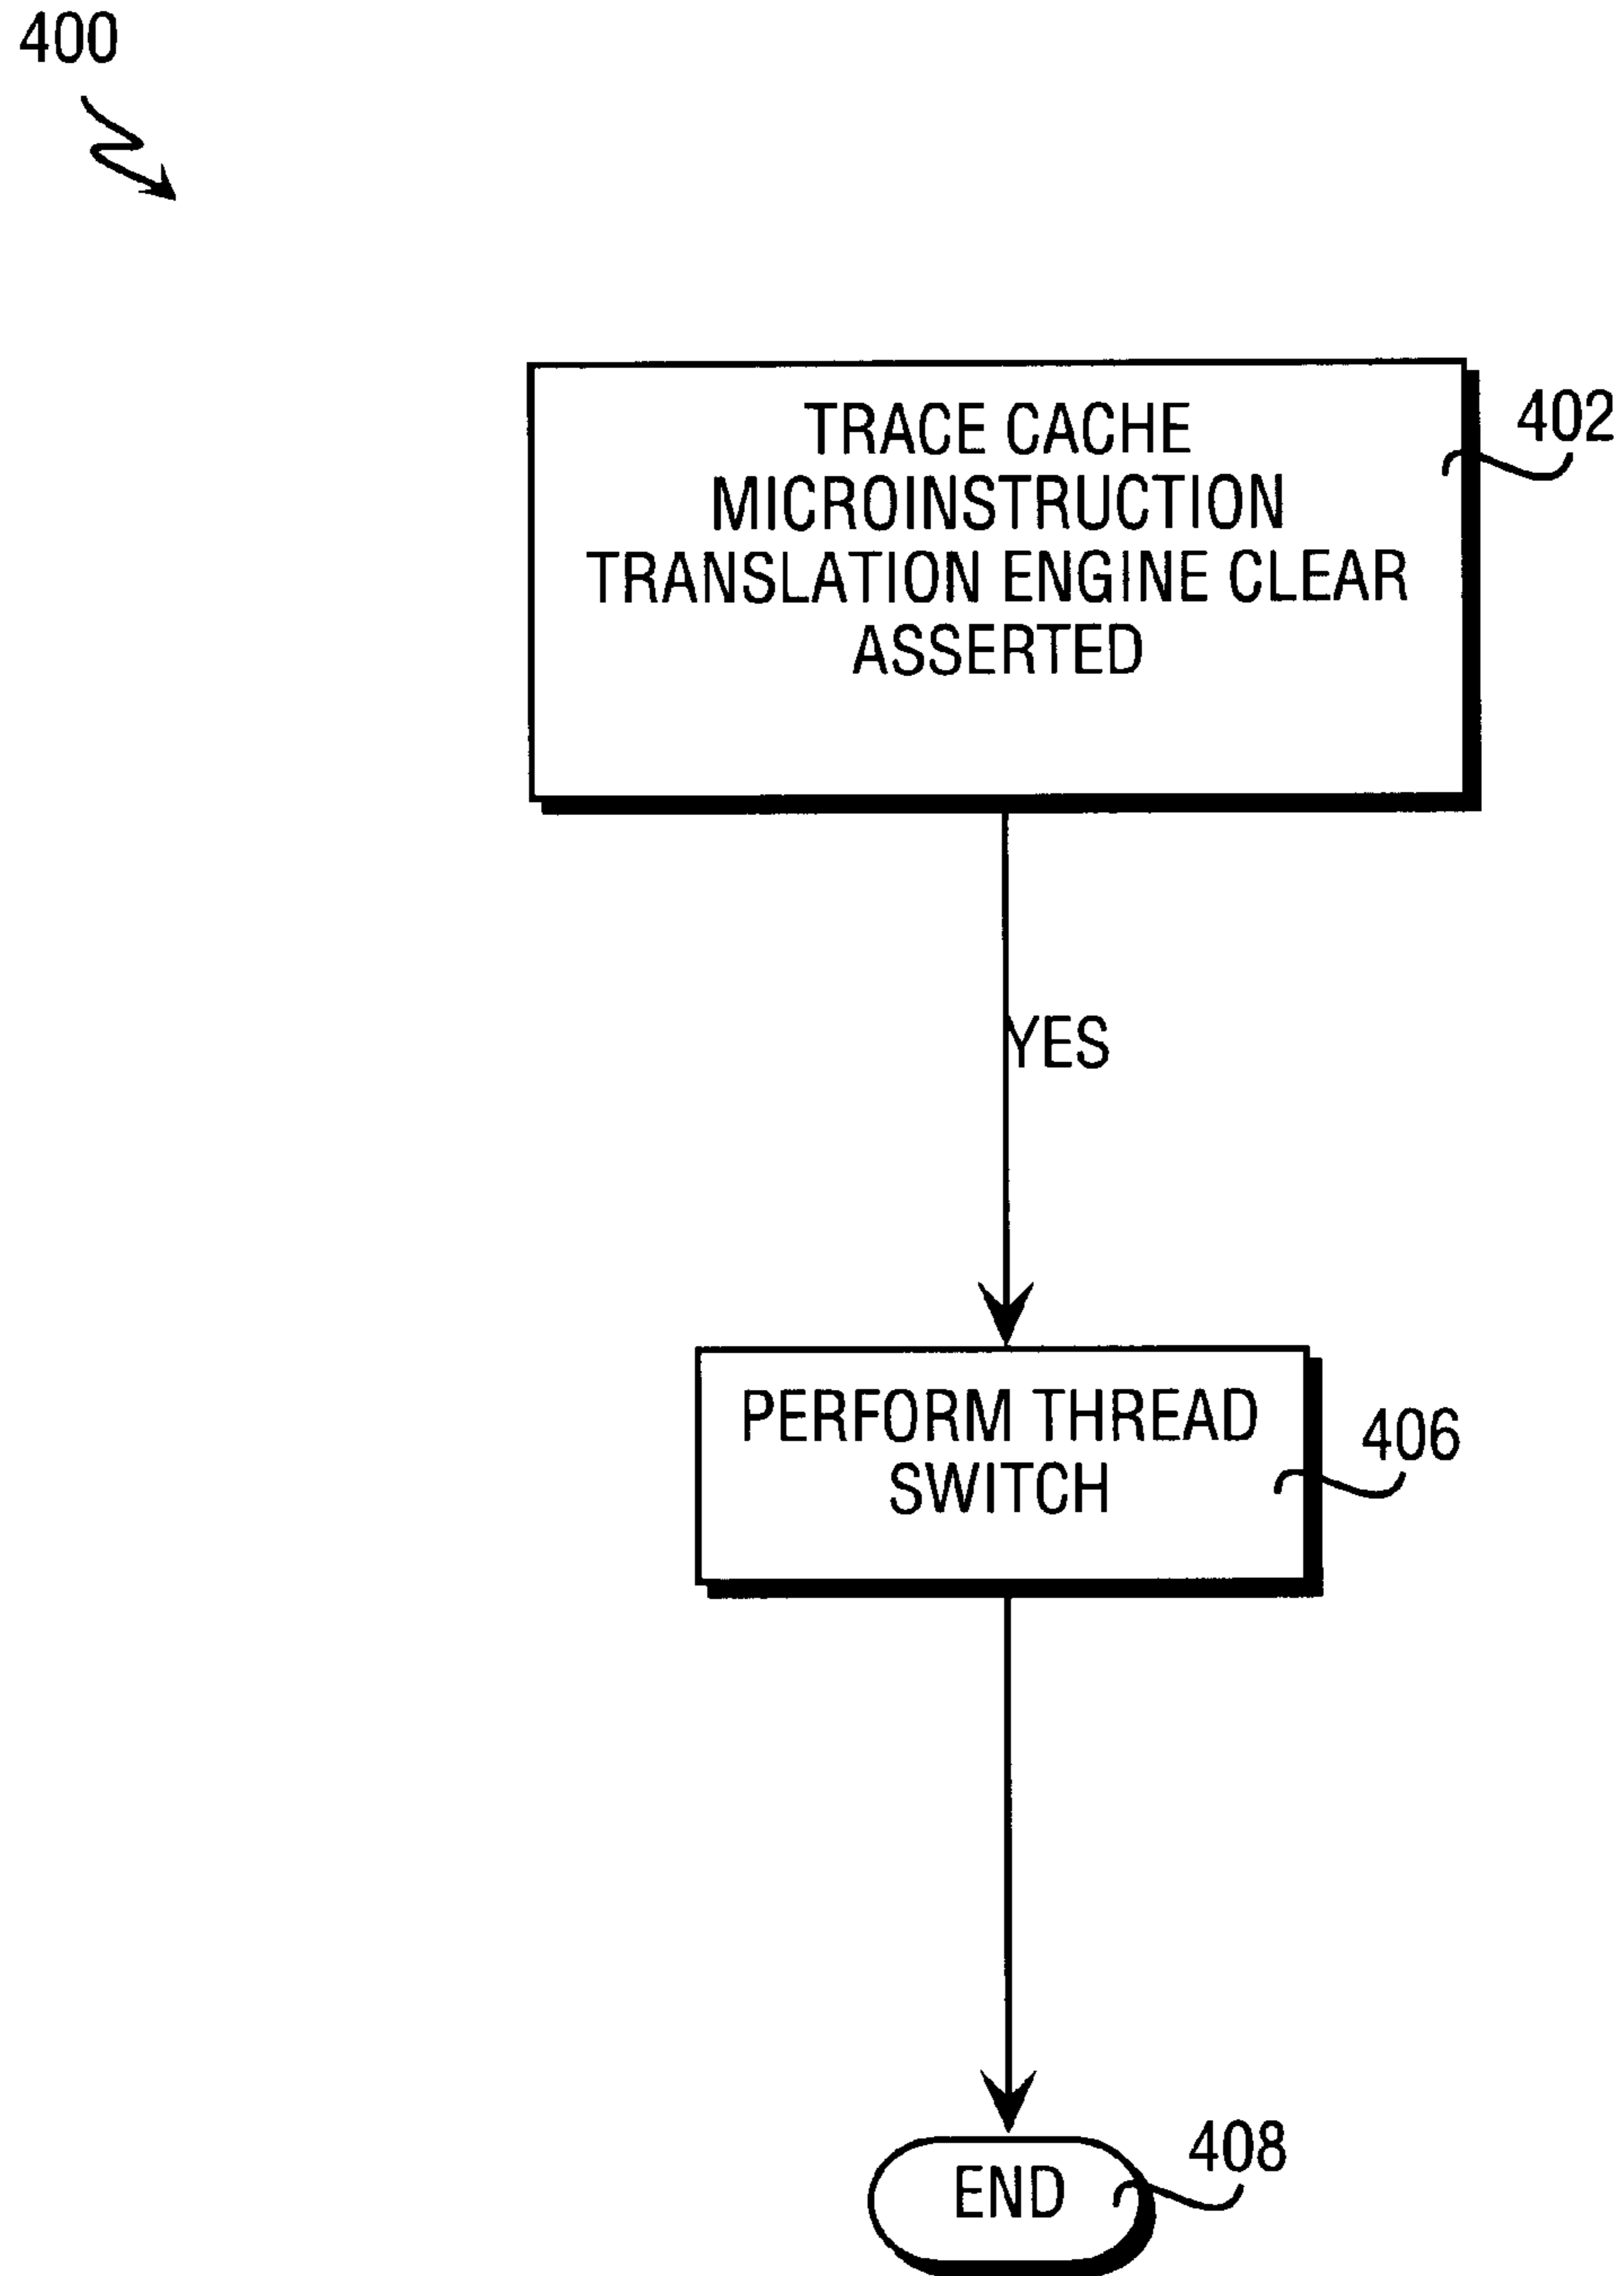 400
TRACE CACHE
MICROINSTRUCTION
TRANSLATION ENGINE CLEAR
ASSERTED
402
YES
PERFORM THREAD
SWITCH
406
END
408